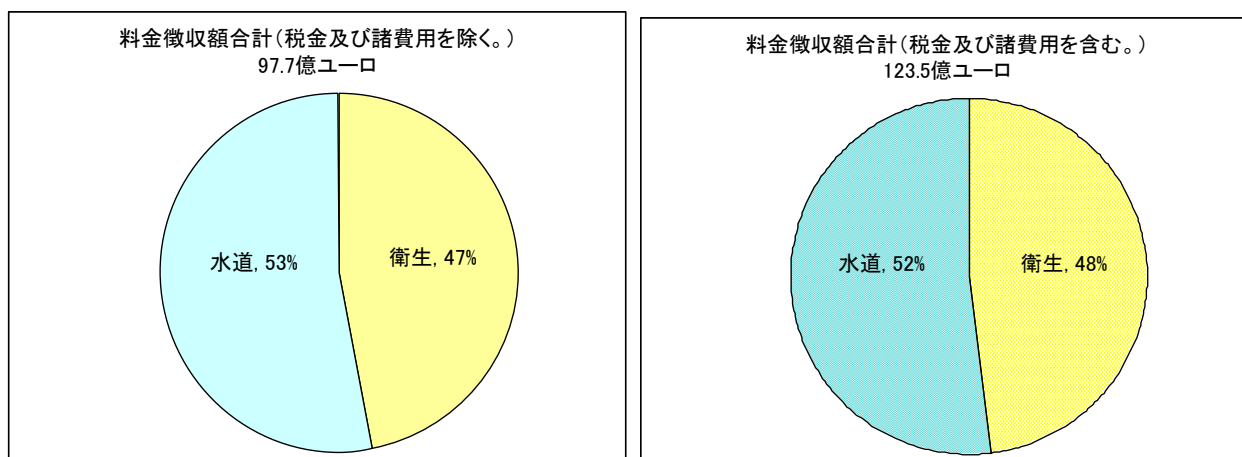 料金徴収額合計(税金及び諸費用を除く。)
97.7億ユーロ
水道, 53%
衛生, 47%
料金徴収額合計(税金及び諸費用を含む。)
123.5億ユーロ
水道, 52%
衛生, 48%